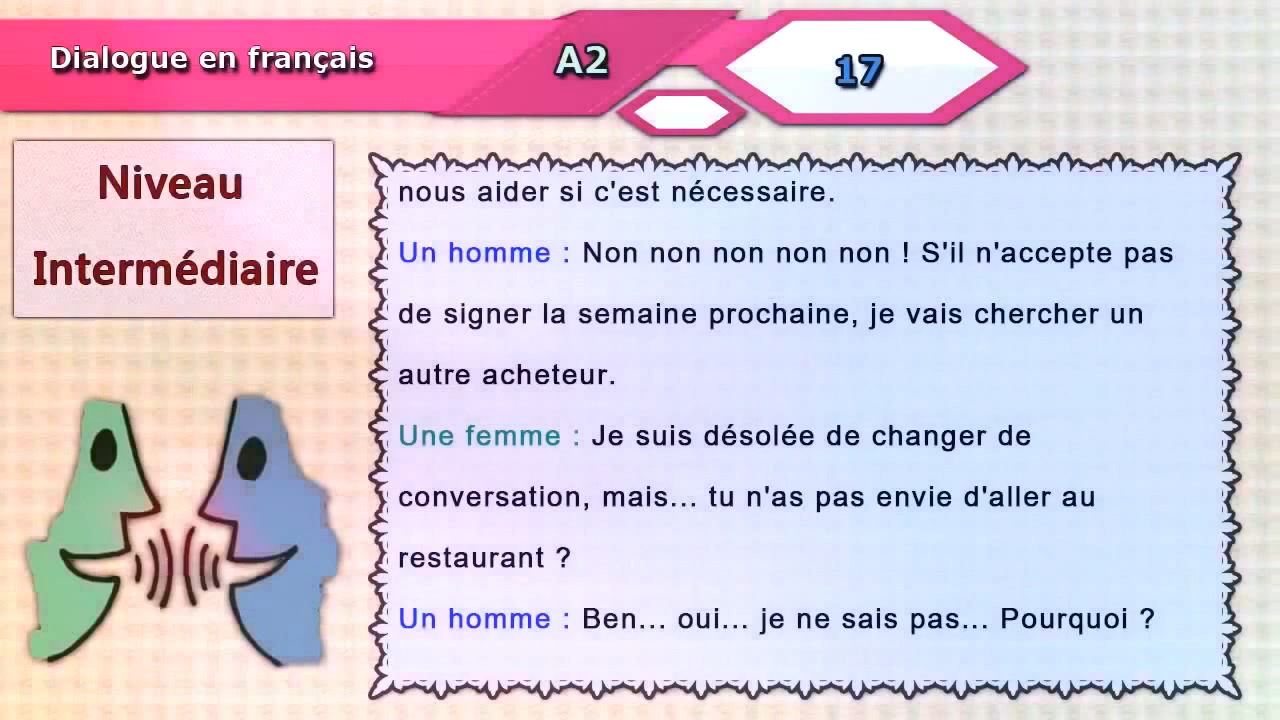 Dialogue en français
A2
17
Niveau
Intermédiaire
nous aider si c'est nécessaire.
Un homme : Non non non non non ! S'il n'accepte pas
de signer la semaine prochaine, je vais chercher un
autre acheteur.
Une femme : Je suis désolée de changer de
conversation, mais... tu n'as pas envie d'aller au
restaurant ?
Un homme : Ben... oui... je ne sais pas... Pourquoi ?